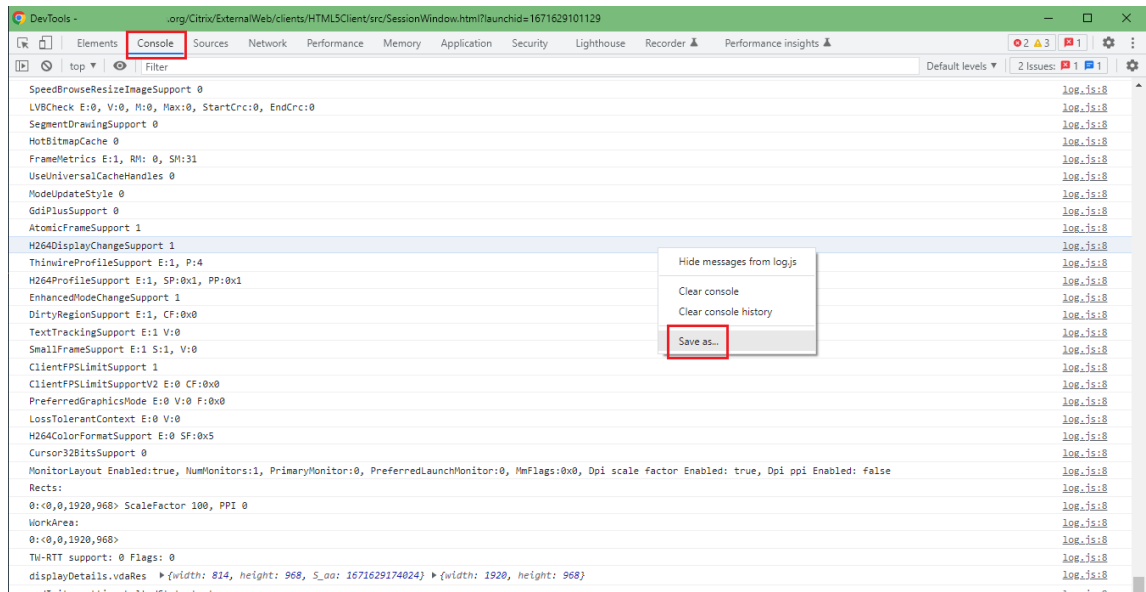 DevTools - .org/Citrix/ExternalWeb/clients/HTML5Client/src/SessionWindow.html?launchid=1671629101129
Elements Console Sources Network Performance Memory Application Security Lighthouse Recorder Performance insights 2 3 1
top Filter Default levels 2 Issues: 1 1
SpeedBrowseResizeImageSupport 0 log.js:8
LVBCheck E:0, V:0, M:0, Max:0, StartCrc:0, EndCrc:0 log.js:8
SegmentDrawingSupport 0 log.js:8
HotBitmapCache 0 log.js:8
FrameMetrics E:1, RM: 0, SM:31 log.js:8
UseUniversalCacheHandles 0 log.js:8
ModeUpdateStyle 0 log.js:8
GdiPlusSupport 0 log.js:8
AtomicFrameSupport 1 log.js:8
H264DisplayChangeSupport 1 log.js:8
ThinwireProfileSupport E:1, P:4 log.js:8
H264ProfileSupport E:1, SP:0x1, PP:0x1 log.js:8
EnhancedModeChangeSupport 1 log.js:8
DirtyRegionSupport E:1, CF:0x0 log.js:8
TextTrackingSupport E:1 V:0 log.js:8
SmallFrameSupport E:1 S:1, V:0 log.js:8
ClientFPSLimitSupport 1 log.js:8
ClientFPSLimitSupportV2 E:0 CF:0x0 log.js:8
PreferredGraphicsMode E:0 V:0 F:0x0 log.js:8
LossTolerantContext E:0 V:0 log.js:8
H264ColorFormatSupport E:0 SF:0x5 log.js:8
Cursor32BitsSupport 0 log.js:8
MonitorLayout Enabled:true, NumMonitors:1, PrimaryMonitor:0, PreferredLaunchMonitor:0, MmFlags:0x0, Dpi scale factor Enabled: true, Dpi ppi Enabled: false log.js:8
Rects: log.js:8
0:<0,0,1920,968> ScaleFactor 100, PPI 0 log.js:8
WorkArea: log.js:8
0:<0,0,1920,968> log.js:8
TW-RTT support: 0 Flags: 0 log.js:8
displayDetails.vdaRes {width: 814, height: 968, S_aa: 1671629174024} {width: 1920, height: 968} log.js:8
Hide messages from log.js
Clear console
Clear console history
Save as...